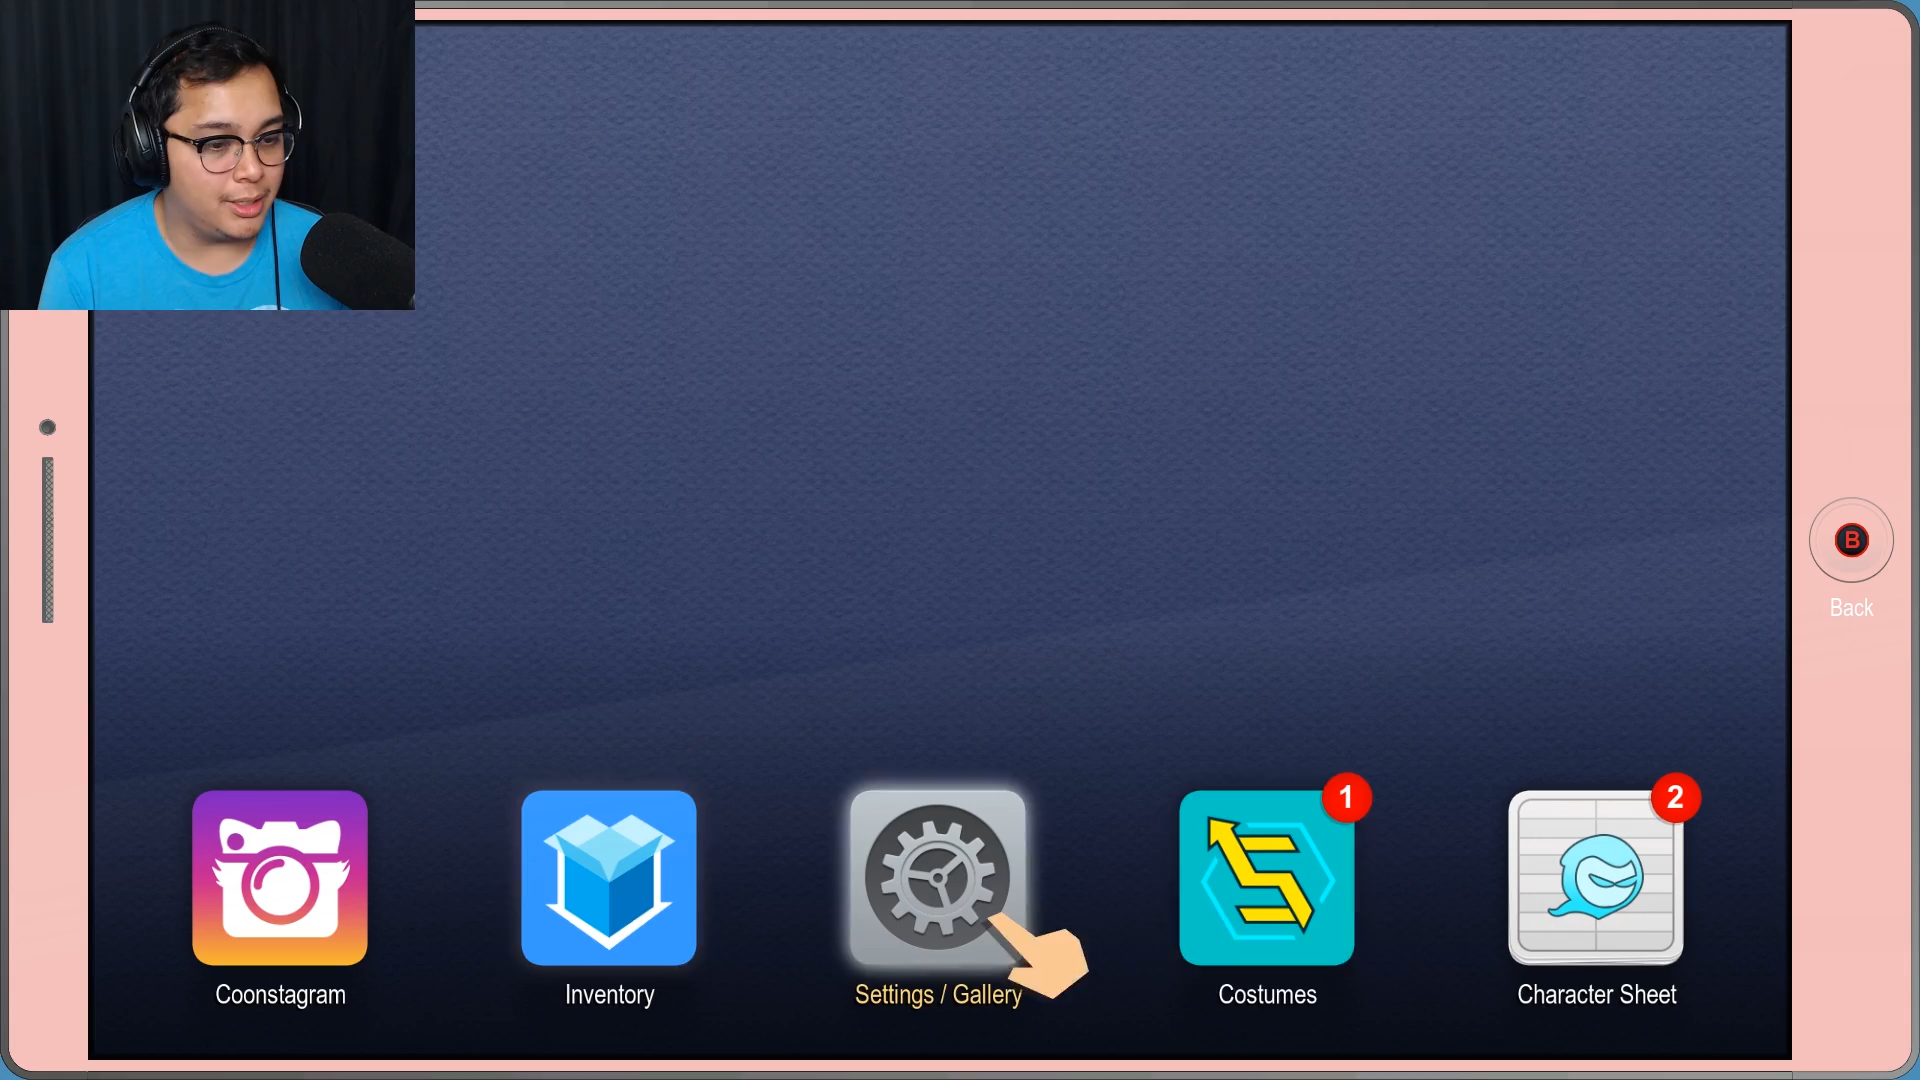 B
Back
1
2
Coonstagram
Inventory
Settings / Gallery
Costumes
Character Sheet